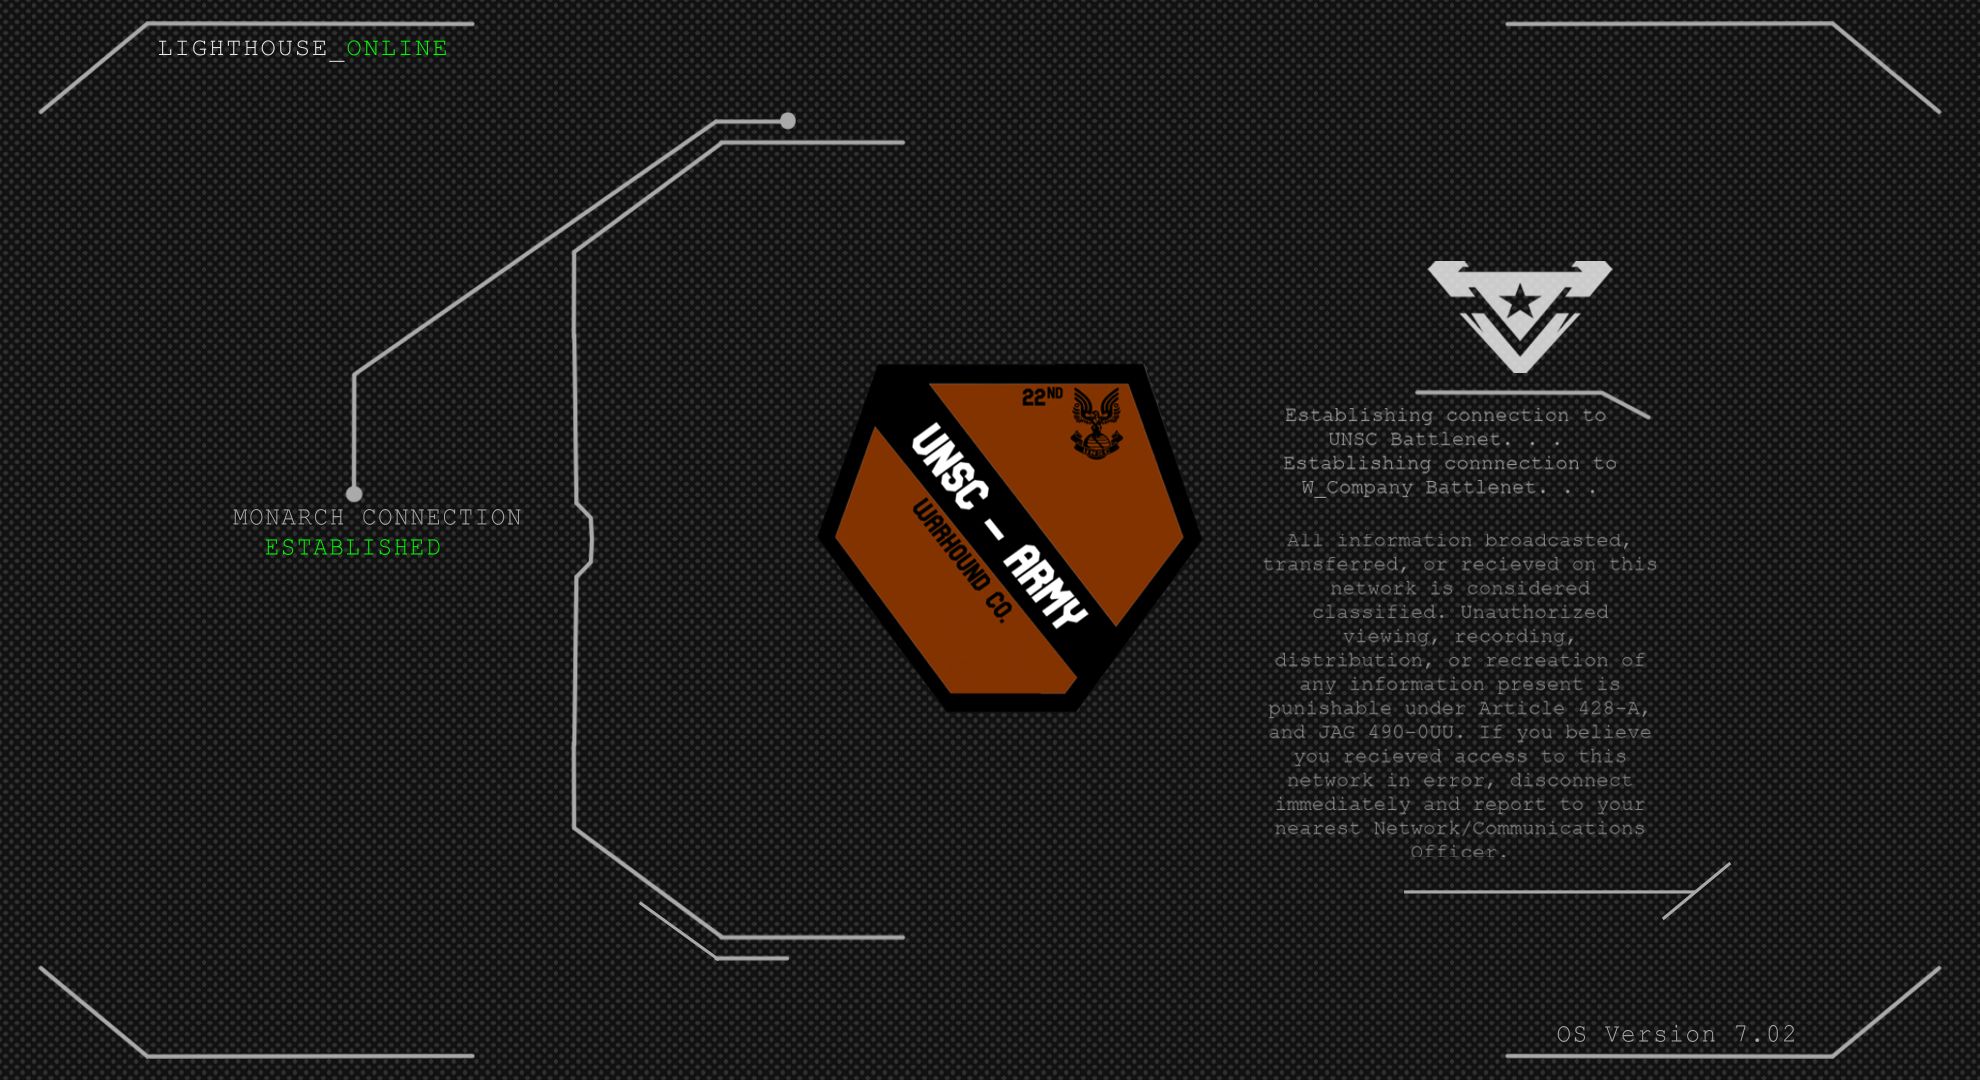 LIGHTHOUSE_ONLINE
MONARCH CONNECTION
ESTABLISHED
22ND
UNSC - ARMY
WARHOUND CO.
Establishing connection to
UNSC Battlenet. . .
Establishing connnection to
W_Company Battlenet. . .
All information broadcasted,
transferred, or recieved on this
network is considered
classified. Unauthorized
viewing, recording,
distribution, or recreation of
any information present is
punishable under Article 428-A,
and JAG 490-0UU. If you believe
you recieved access to this
network in error, disconnect
immediately and report to your
nearest Network/Communications
Officer.
OS Version 7.02